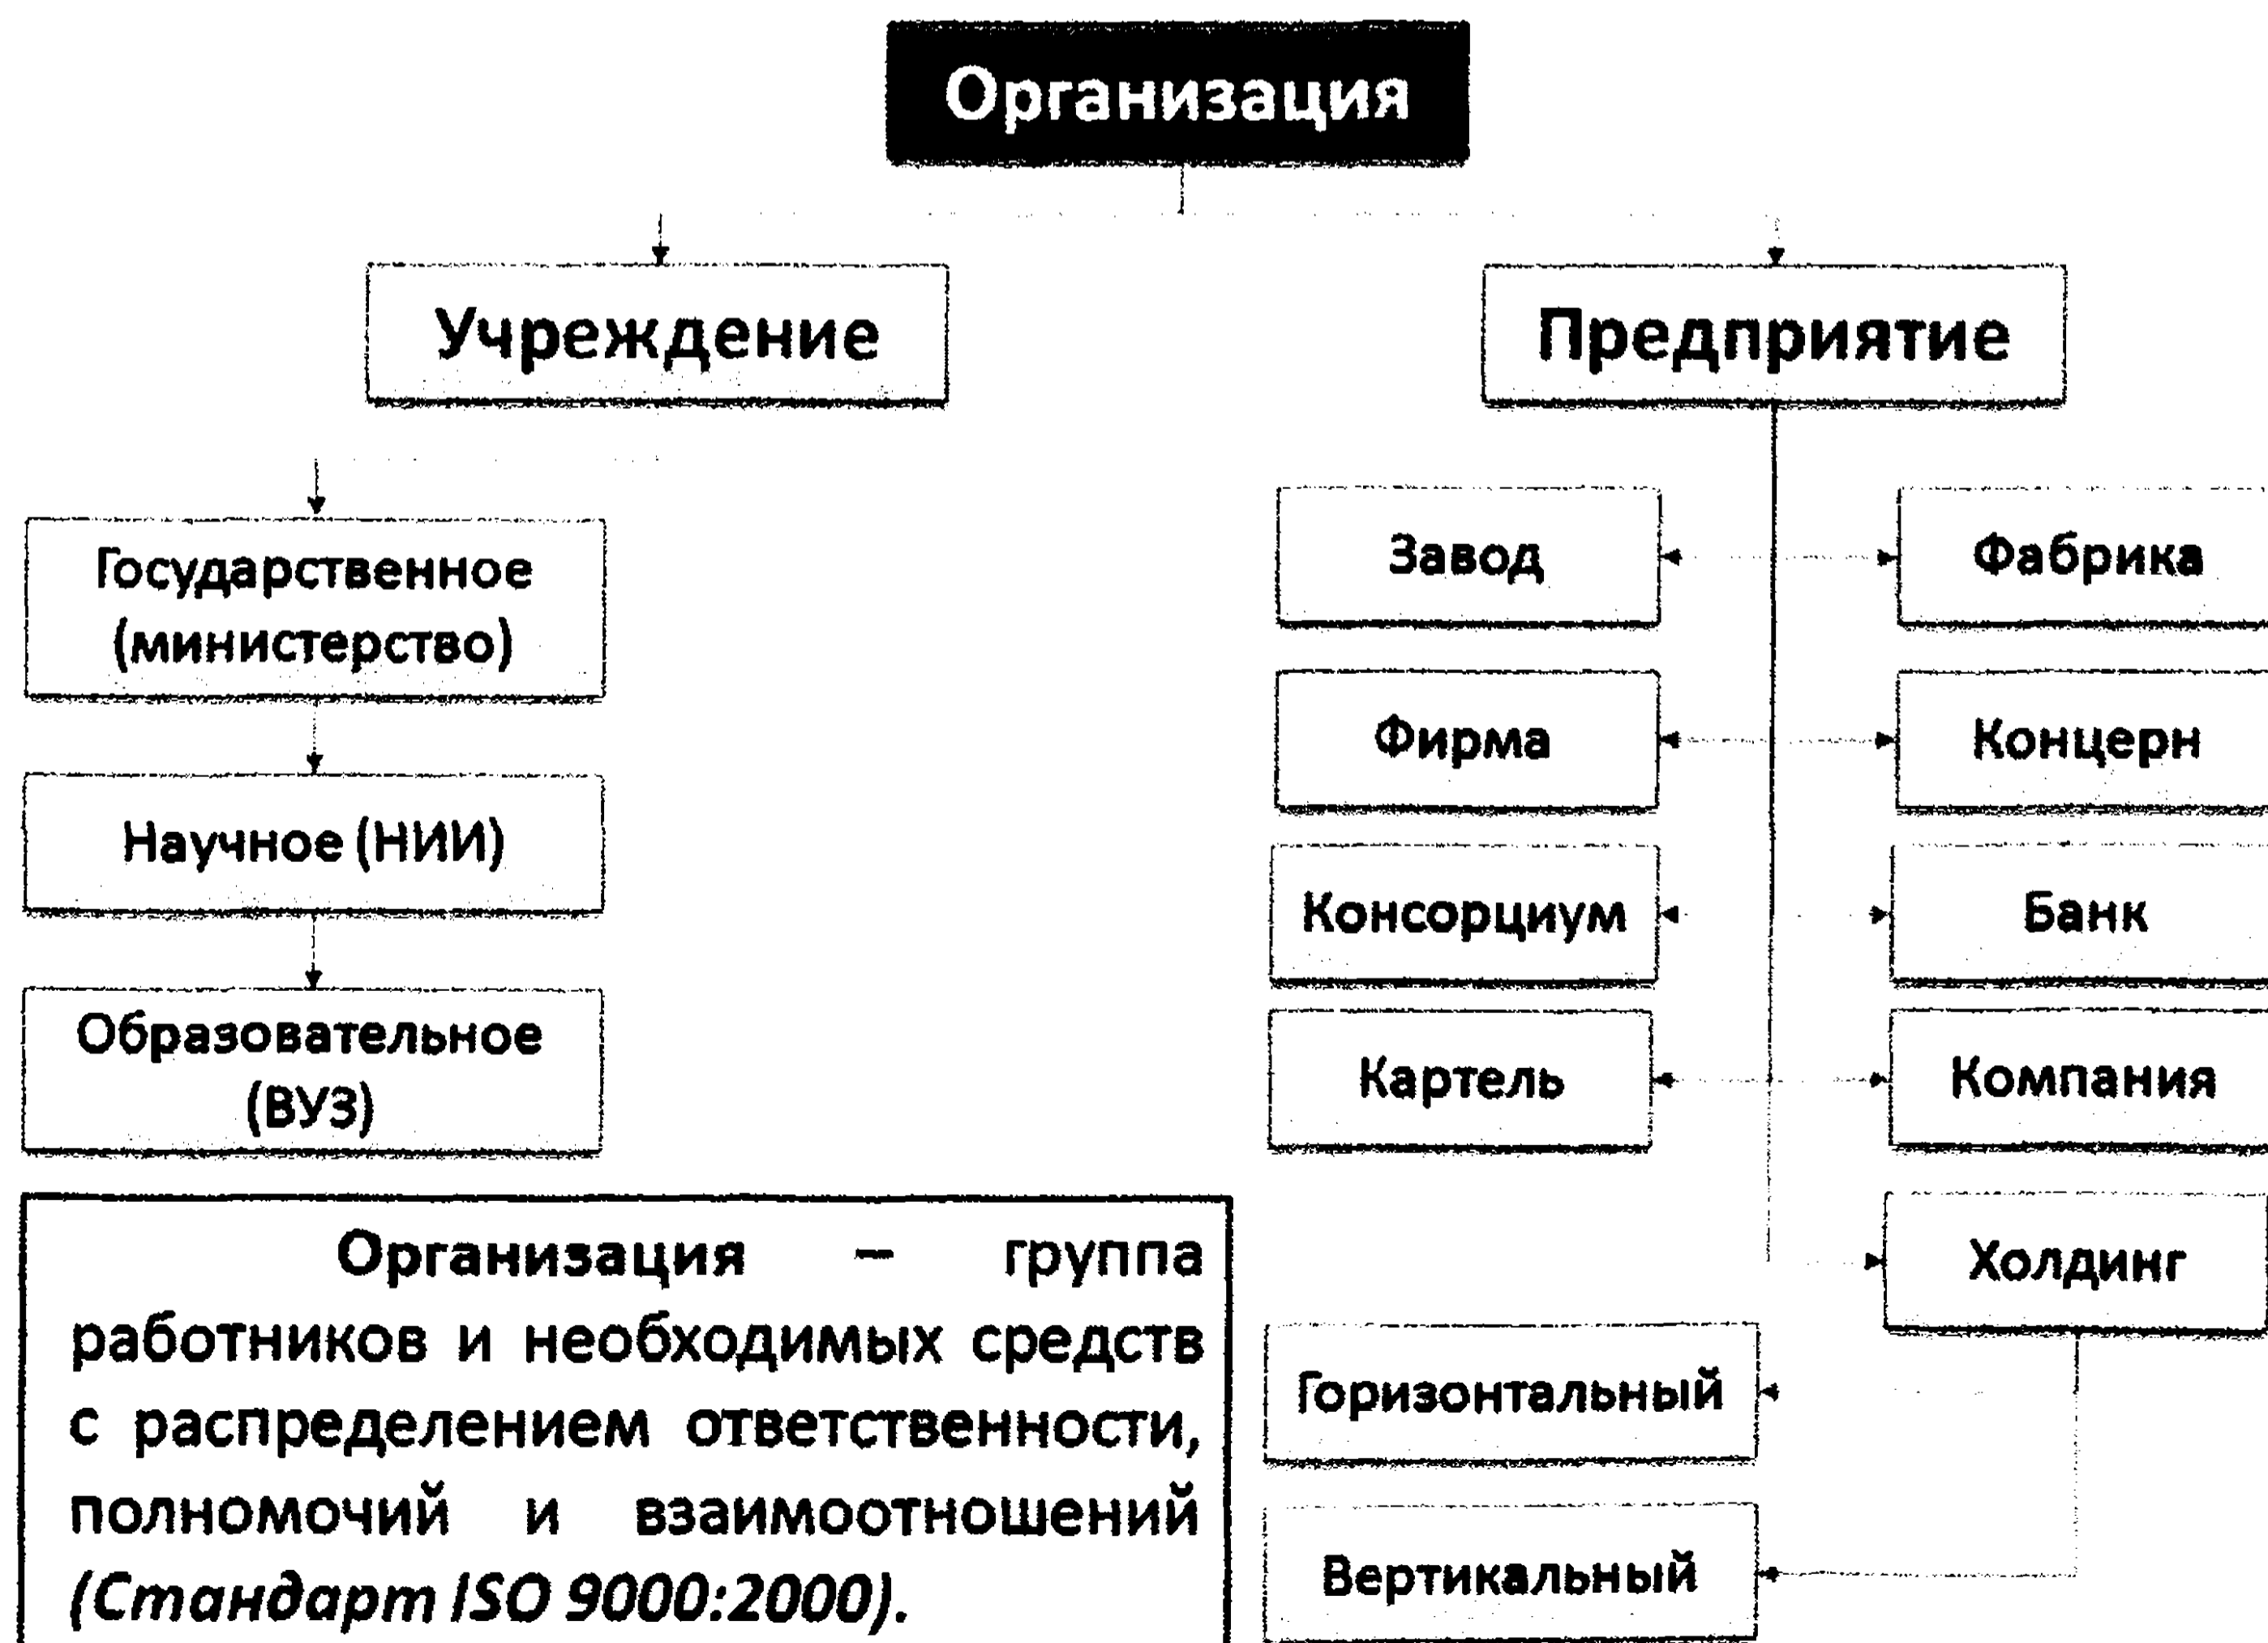 Организация
Учреждение
Предприятие
Государственное
(министерство)
Научное (НИИ)
Образовательное
(ВУЗ)
Завод
Фабрика
Фирма
Концерн
Консорциум
Банк
Картель
Компания
Холдинг
Горизонтальный
Вертикальный
Организация – группа
работников и необходимых средств
с распределением ответственности,
полномочий и взаимоотношений
(Стандарт ISO 9000:2000).